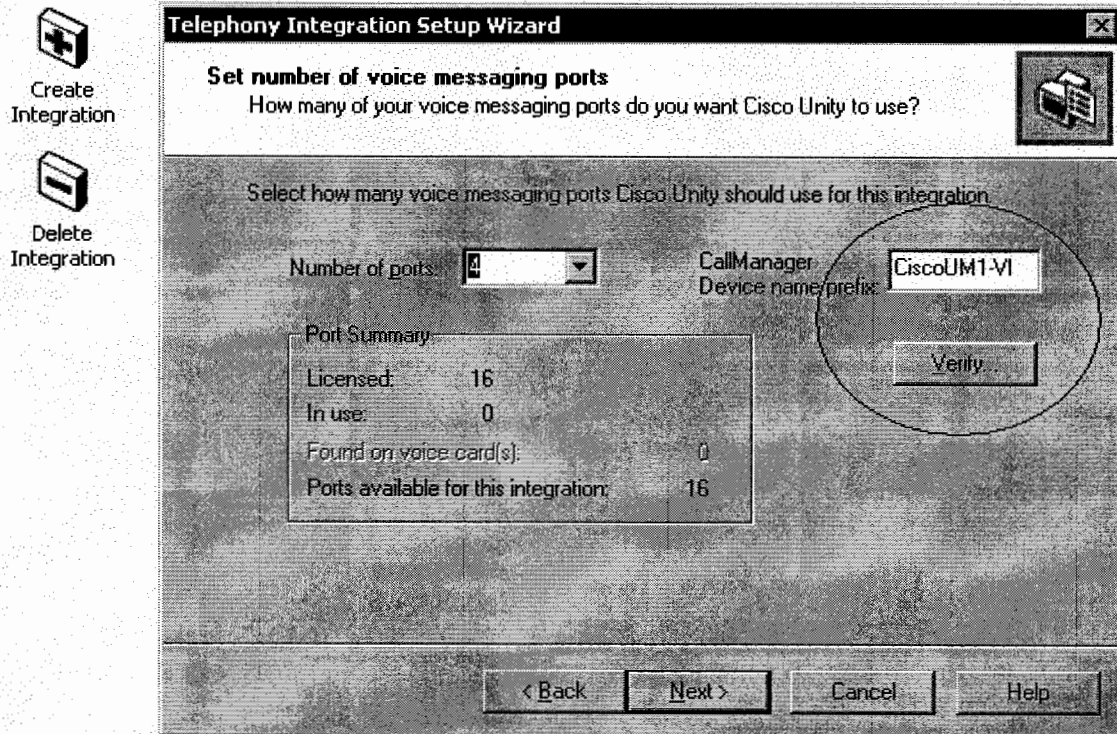 Create
Integration
Delete
Integration
Telephony Integration Setup Wizard
Set number of voice messaging ports
How many of your voice messaging ports do you want Cisco Unity to use?
Select how many voice messaging ports Cisco Unity should use for this integration.
Number of ports: 4
CallManager
Device name/prefix: CiscoUM1-VI
Verify...
Port Summary
Licensed: 16
In use: 0
Found on voice card(s): 0
Ports available for this integration: 16
< Back
Next >
Cancel
Help